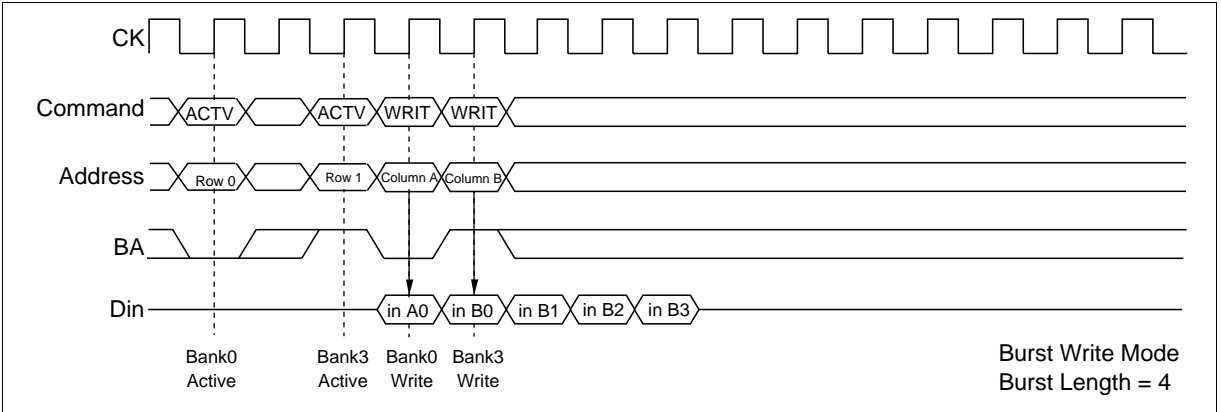 CK
Command ACTV ACTV WRIT WRIT
Address Row 0 Row 1 Column A Column B
BA
Din in A0 in B0 in B1 in B2 in B3
Bank0 Bank3 Bank0 Bank3
Active Active Write Write
Burst Write Mode
Burst Length = 4